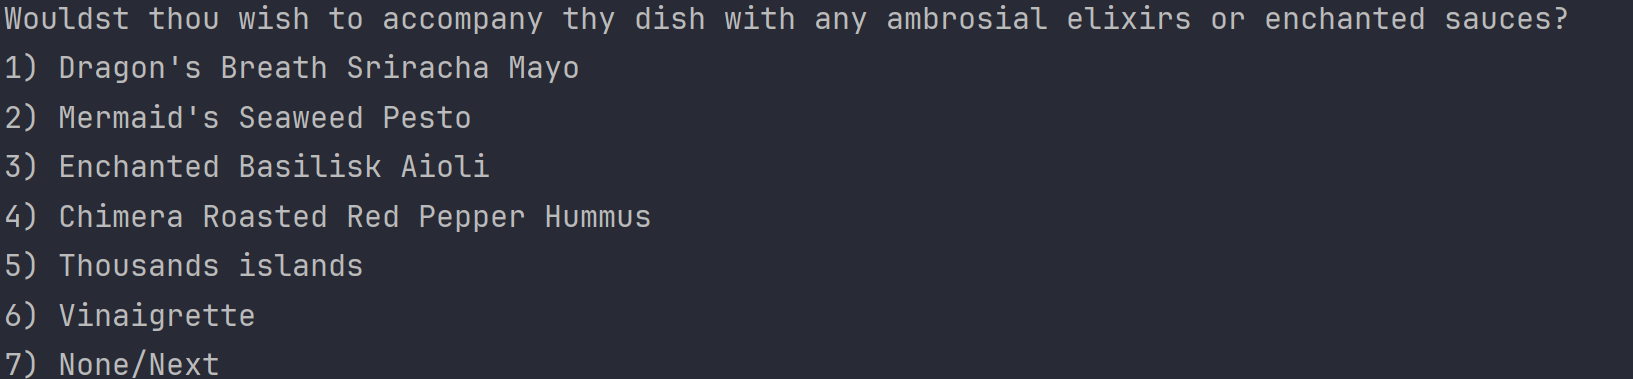 Wouldst thou wish to accompany thy dish with any ambrosial elixirs or enchanted sauces?
1) Dragon's Breath Sriracha Mayo
2) Mermaid's Seaweed Pesto
3) Enchanted Basilisk Aioli
4) Chimera Roasted Red Pepper Hummus
5) Thousands islands
6) Vinaigrette
7) None/Next